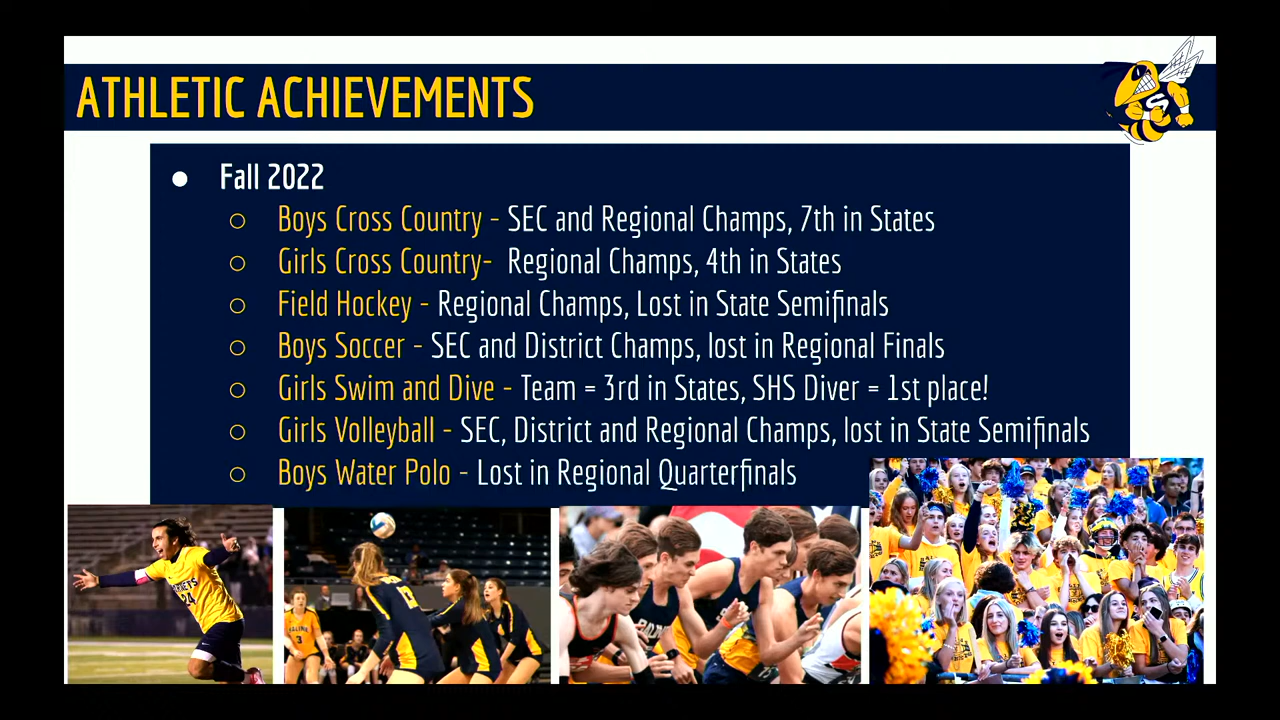 ATHLETIC ACHIEVEMENTS
● Fall 2022
○ Boys Cross Country - SEC and Regional Champs, 7th in States
○ Girls Cross Country- Regional Champs, 4th in States
○ Field Hockey - Regional Champs, Lost in State Semifinals
○ Boys Soccer - SEC and District Champs, lost in Regional Finals
○ Girls Swim and Dive - Team = 3rd in States, SHS Diver = 1st place!
○ Girls Volleyball - SEC, District and Regional Champs, lost in State Semifinals
○ Boys Water Polo - Lost in Regional Quarterfinals